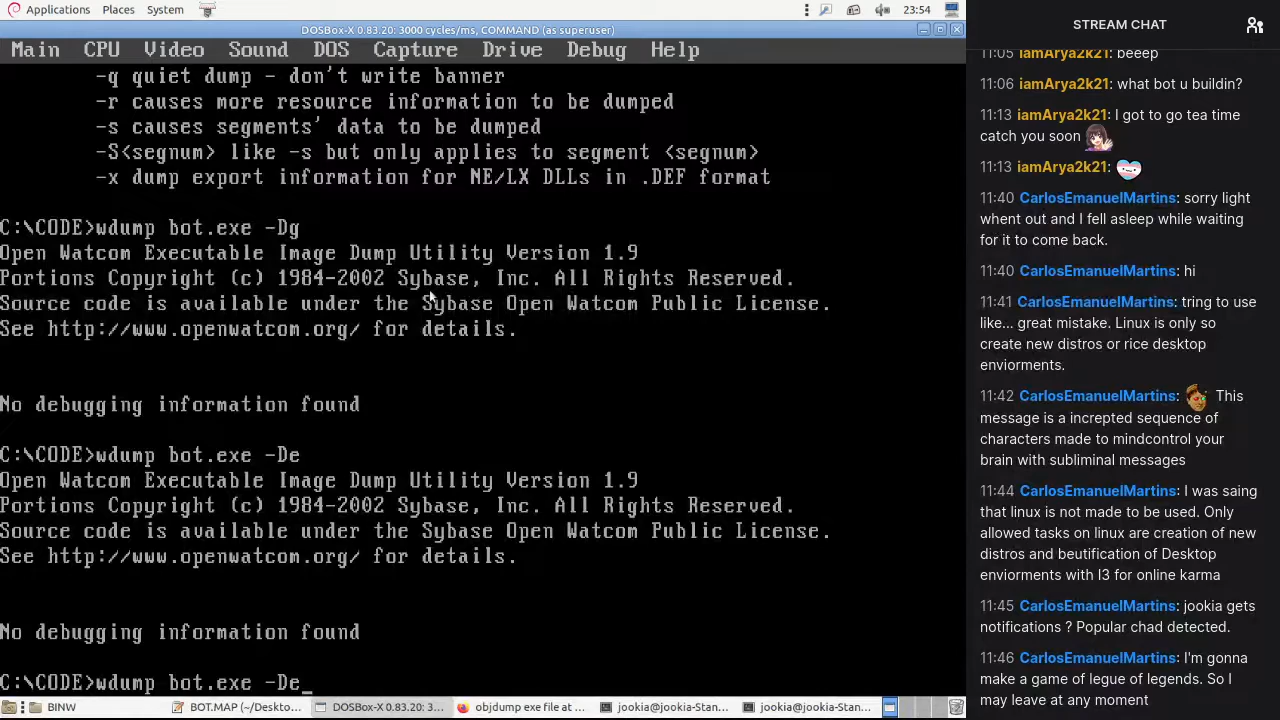 Applications Places System 23:54
DOSBox-X 0.83.20: 3000 cycles/ms, COMMAND (as superuser)
Main CPU Video Sound DOS Capture Drive Debug Help
-q quiet dump - don't write banner
-r causes more resource information to be dumped
-s causes segments' data to be dumped
-S<segnum> like -s but only applies to segment <segnum>
-x dump export information for NE/LX DLLs in .DEF format
C:\CODE>wdump bot.exe -Dg
Open Watcom Executable Image Dump Utility Version 1.9
Portions Copyright (c) 1984-2002 Sybase, Inc. All Rights Reserved.
Source code is available under the Sybase Open Watcom Public License.
See http://www.openwatcom.org/ for details.
No debugging information found
C:\CODE>wdump bot.exe -De
Open Watcom Executable Image Dump Utility Version 1.9
Portions Copyright (c) 1984-2002 Sybase, Inc. All Rights Reserved.
Source code is available under the Sybase Open Watcom Public License.
See http://www.openwatcom.org/ for details.
No debugging information found
C:\CODE>wdump bot.exe -De_
BINW
BOT.MAP (~/Deskto...
DOSBox-X 0.83.20: 3...
objdump exe file at ...
jookia@jookia-Stan...
jookia@jookia-Stan...
STREAM CHAT
11:05 iamArya2k21: beeep
11:06 iamArya2k21: what bot u buildin?
11:13 iamArya2k21: I got to go tea time
catch you soon
11:13 iamArya2k21:
11:40 CarlosEmanuelMartins: sorry light
whent out and I fell asleep while waiting
for it to come back.
11:40 CarlosEmanuelMartins: hi
11:41 CarlosEmanuelMartins: tring to use
like... great mistake. Linux is only so
create new distros or rice desktop
enviorments.
11:42 CarlosEmanuelMartins: This
message is a increpted sequence of
characters made to mindcontrol your
brain with subliminal messages
11:44 CarlosEmanuelMartins: I was saing
that linux is not made to be used. Only
allowed tasks on linux are creation of new
distros and beutification of Desktop
enviorments with I3 for online karma
11:45 CarlosEmanuelMartins: jookia gets
notifications ? Popular chad detected.
11:46 CarlosEmanuelMartins: I'm gonna
make a game of legue of legends. So I
may leave at any moment